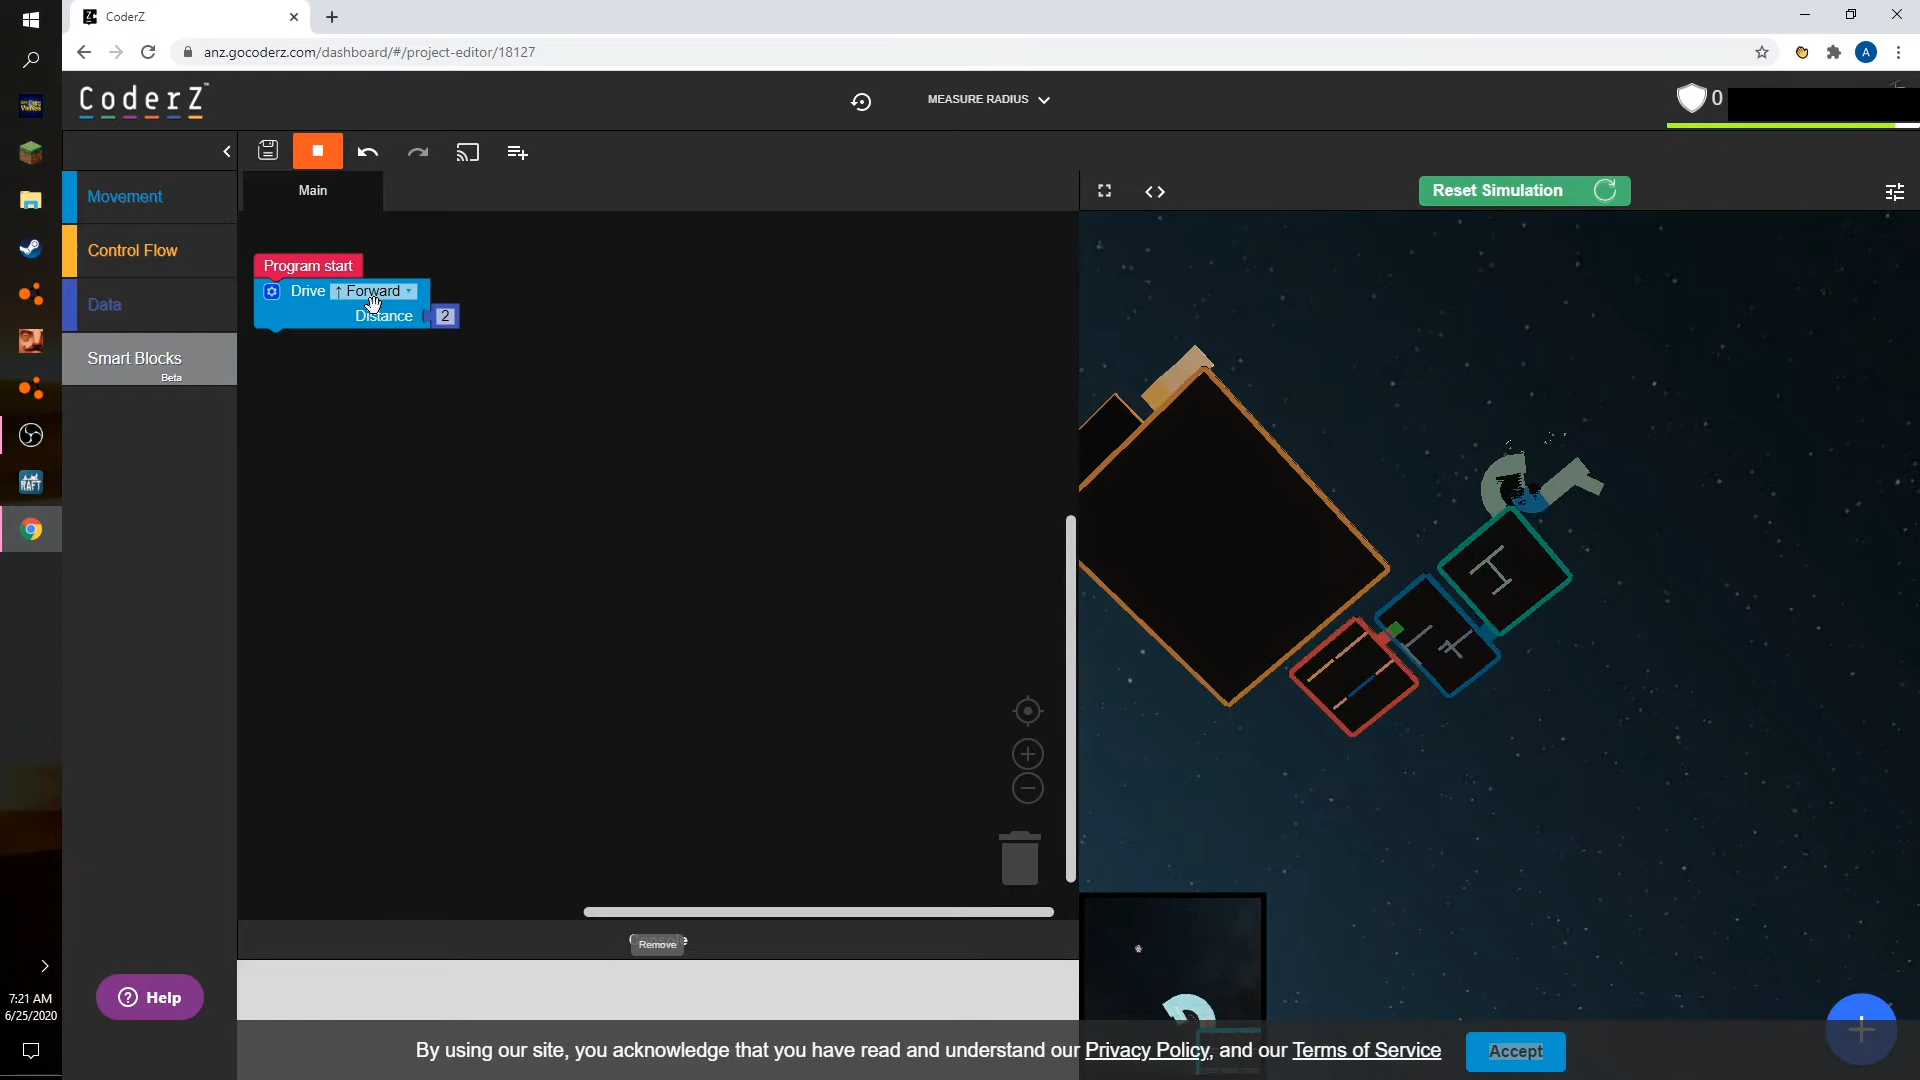 CoderZ
anz.gocoderz.com/dashboard/#/project-editor/18127
A
CoderZ™
MEASURE RADIUS
0
Movement
Main
Reset Simulation
Control Flow
Program start
Drive ↑ Forward
Distance 2
Data
Smart Blocks
Beta
RAFT
Remove
Help
7:21 AM
6/25/2020
By using our site, you acknowledge that you have read and understand our Privacy Policy, and our Terms of Service
Accept